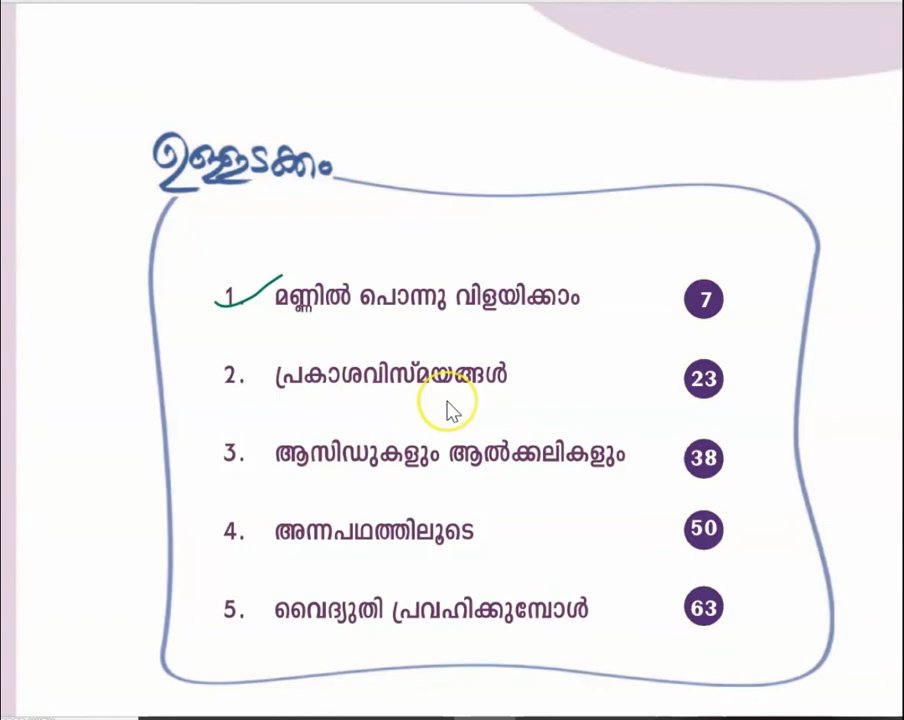 ഉള്ളടക്കം
1. മണ്ണിൽ പൊന്നു വിളയിക്കാം 7
2. പ്രകാശവിസ്മയങ്ങൾ 23
3. ആസിഡുകളും ആൽക്കലികളും 38
4. അന്നപഥത്തിലൂടെ 50
5. വൈദ്യുതി പ്രവഹിക്കുമ്പോൾ 63